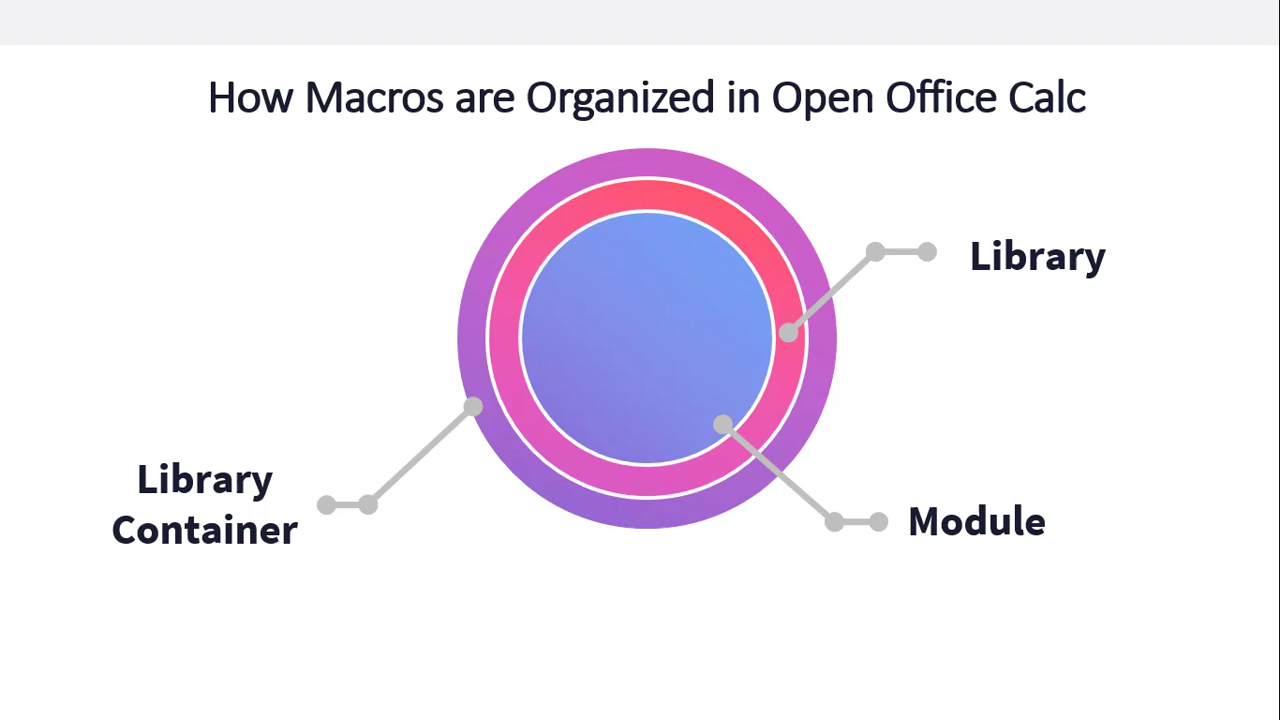 How Macros are Organized in Open Office Calc
Library
Library
Container
Module